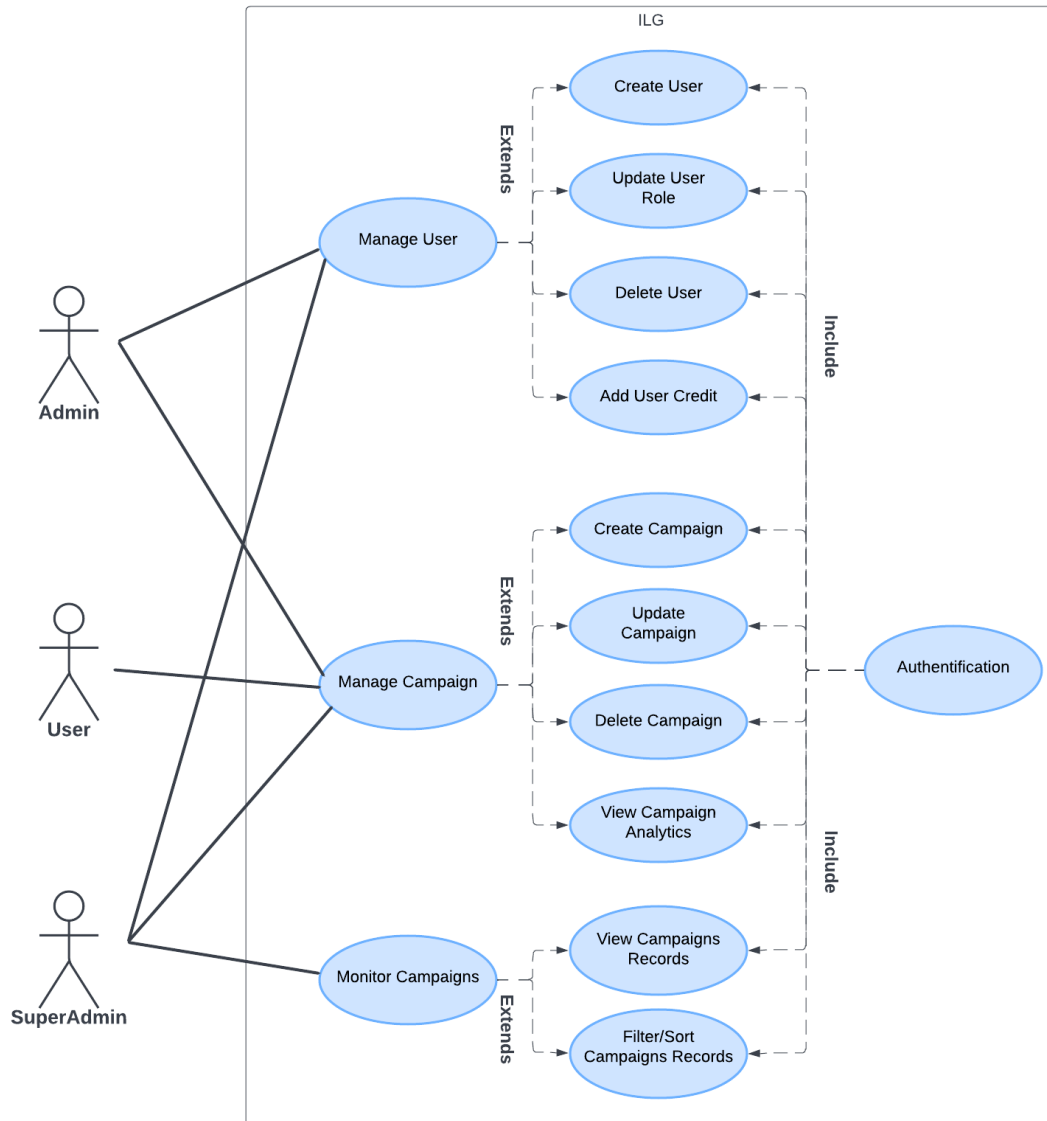 ILG
Create User
Extends
Update User
Role
Manage User
Delete User
Include
Admin
Add User Credit
Create Campaign
Extends
Update
Campaign
User
Manage Campaign
Authentification
Delete Campaign
View Campaign
Analytics
Include
SuperAdmin
Monitor Campaigns
View Campaigns
Records
Extends
Filter/Sort
Campaigns Records